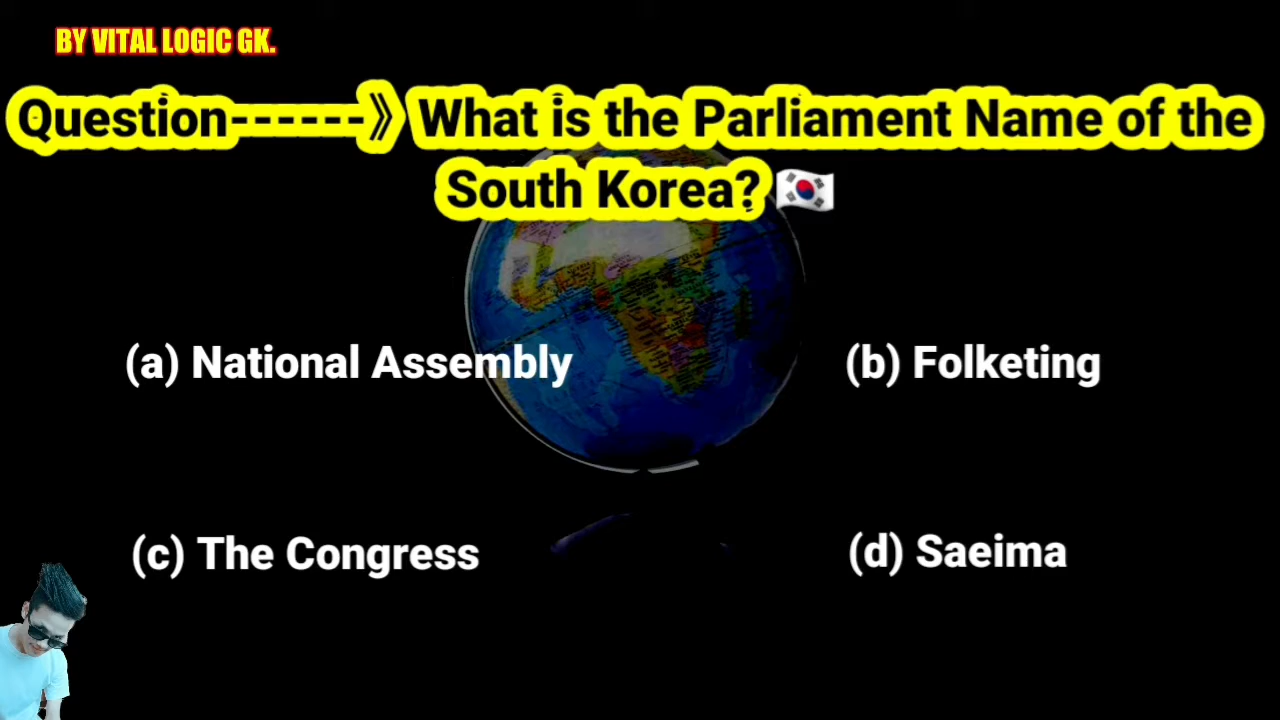 BY VITAL LOGIC GK.
Question------》What is the Parliament Name of the
South Korea? 🇰🇷
(a) National Assembly
(b) Folketing
(c) The Congress
(d) Saeima